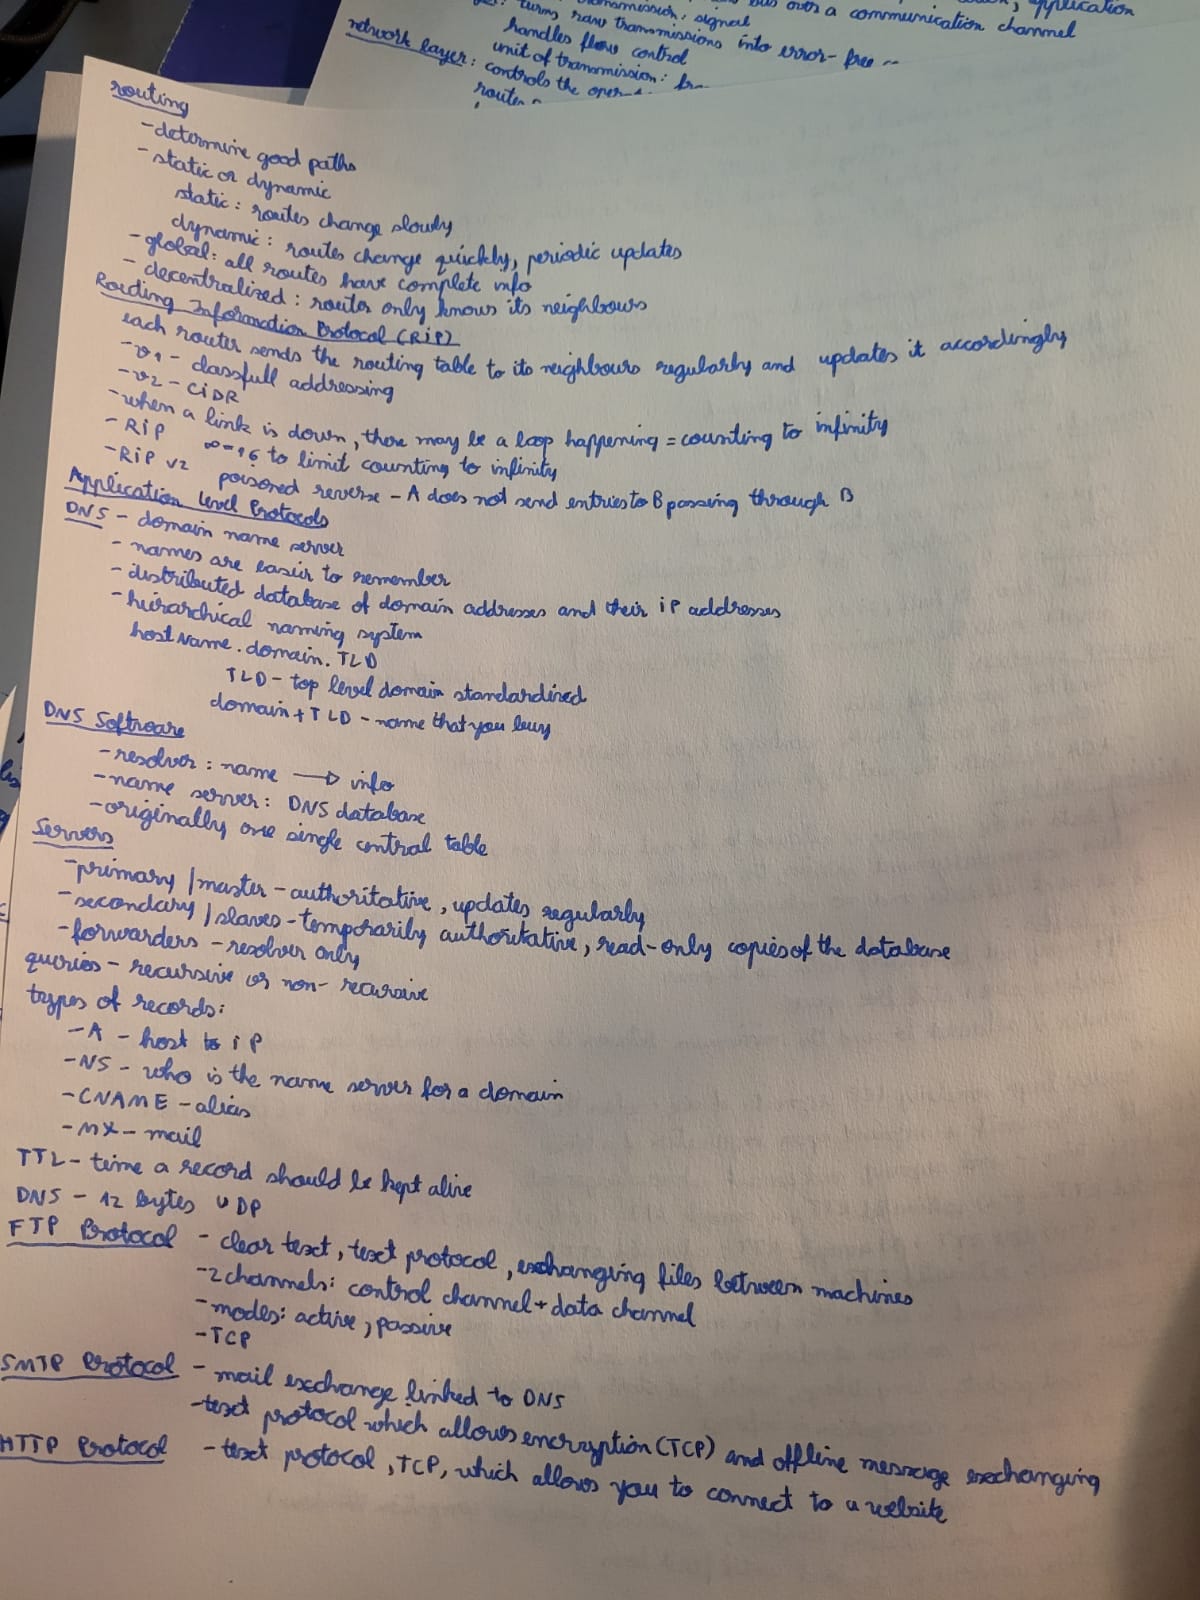 over a communication channel
turns raw transmissions into error-free
handles flow control
unit of transmission:
network layer: controls the
routing
-determine good paths
-static or dynamic
static: routes change slowly
dynamic: routes change quickly, periodic updates
-global: all routes have complete info
-decentralized: router only knows its neighbours
Routing Information Protocol (RiP)
each router sends the routing table to its neighbours regularly and updates it accordingly
-v1 - classfull addressing
-v2 - CiDR
-when a link is down, there may be a loop happening = counting to infinity
-RiP ∞=16 to limit counting to infinity
-RiP v2 poisoned reverse - A does not send entries to B passing through B
Application Level Protocols
DNS - domain name server
- names are easier to remember
- distributed database of domain addresses and their iP addresses
- hierarchical naming system
hostName.domain.TLD
TLD - top level domain standardized
domain + TLD - name that you buy
DNS Software
-resolver: name → info
-name server: DNS database
-originally one single central table
Servers
-primary/master - authoritative, updates regularly
-secondary/slaves - temporarily authoritative, read-only copies of the database
-forwarders - resolver only
queries - recursive or non-recursive
types of records:
-A - host to iP
-NS - who is the name server for a domain
-CNAME - alias
-MX - mail
TTL - time a record should be kept alive
DNS - 12 bytes UDP
FTP Protocol - clear text, text protocol, exchanging files between machines
-2 channels: control channel + data channel
-modes: active, passive
-TCP
SMTP Protocol - mail exchange linked to DNS
-text protocol which allows encryption (TCP) and offline message exchanging
HTTP Protocol - text protocol, TCP, which allows you to connect to a website